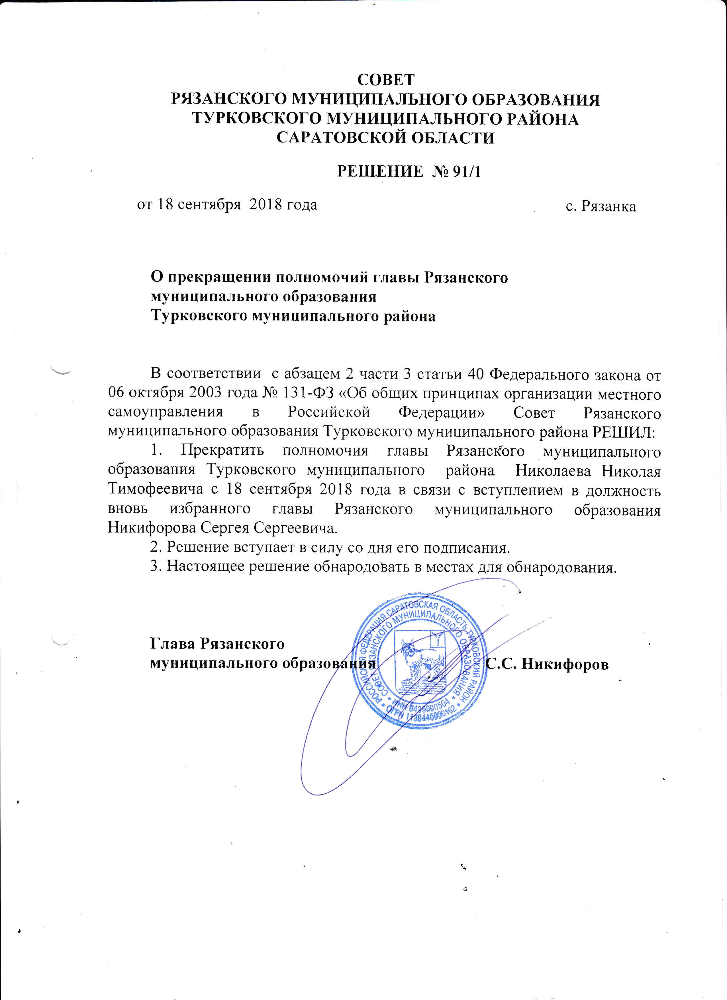 СОВЕТ
РЯЗАНСКОГО МУНИЦИПАЛЬНОГО ОБРАЗОВАНИЯ
ТУРКОВСКОГО МУНИЦИПАЛЬНОГО РАЙОНА
САРАТОВСКОЙ ОБЛАСТИ
РЕШЕНИЕ № 91/1
от 18 сентября 2018 года с. Рязанка
О прекращении полномочий главы Рязанского
муниципального образования
Турковского муниципального района
В соответствии с абзацем 2 части 3 статьи 40 Федерального закона от
06 октября 2003 года № 131-ФЗ «Об общих принципах организации местного
самоуправления в Российской Федерации» Совет Рязанского
муниципального образования Турковского муниципального района РЕШИЛ:
1. Прекратить полномочия главы Рязанского муниципального
образования Турковского муниципального района Николаева Николая
Тимофеевича с 18 сентября 2018 года в связи с вступлением в должность
вновь избранного главы Рязанского муниципального образования
Никифорова Сергея Сергеевича.
2. Решение вступает в силу со дня его подписания.
3. Настоящее решение обнародовать в местах для обнародования.
Глава Рязанского
муниципального образования С.С. Никифоров
* РОССИЙСКАЯ ФЕДЕРАЦИЯ САРАТОВСКАЯ ОБЛАСТЬ ТУРКОВСКИЙ РАЙОН *
ОГРН 1136446000162
* СОВЕТ РЯЗАНСКОГО МУНИЦИПАЛЬНОГО ОБРАЗОВАНИЯ *
ИНН